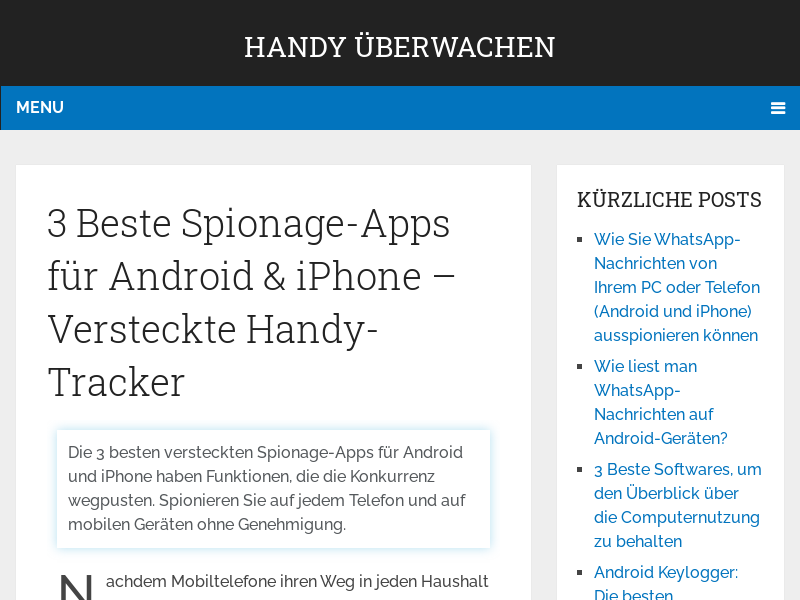 HANDY ÜBERWACHEN
MENU
3 Beste Spionage-Apps
für Android & iPhone –
Versteckte Handy-
Tracker
Die 3 besten versteckten Spionage-Apps für Android
und iPhone haben Funktionen, die die Konkurrenz
wegpusten. Spionieren Sie auf jedem Telefon und auf
mobilen Geräten ohne Genehmigung.
Nachdem Mobiltelefone ihren Weg in jeden Haushalt
KÜRZLICHE POSTS
Wie Sie WhatsApp-
Nachrichten von
Ihrem PC oder Telefon
(Android und iPhone)
ausspionieren können
Wie liest man
WhatsApp-
Nachrichten auf
Android-Geräten?
3 Beste Softwares, um
den Überblick über
die Computernutzung
zu behalten
Android Keylogger:
Die besten